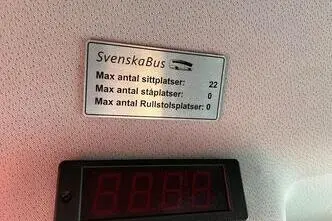 SvenskaBus
Max antal sittplatser: 22
Max antal ståplatser: 0
Max antal Rullstolsplatser: 0